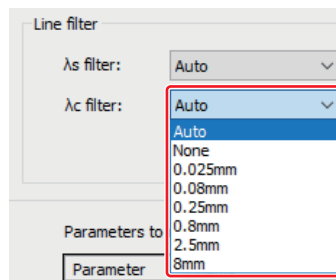 Line filter
λs filter: Auto
λc filter: Auto
Auto
None
0.025mm
0.08mm
0.25mm
0.8mm
2.5mm
8mm
Parameters to
Parameter